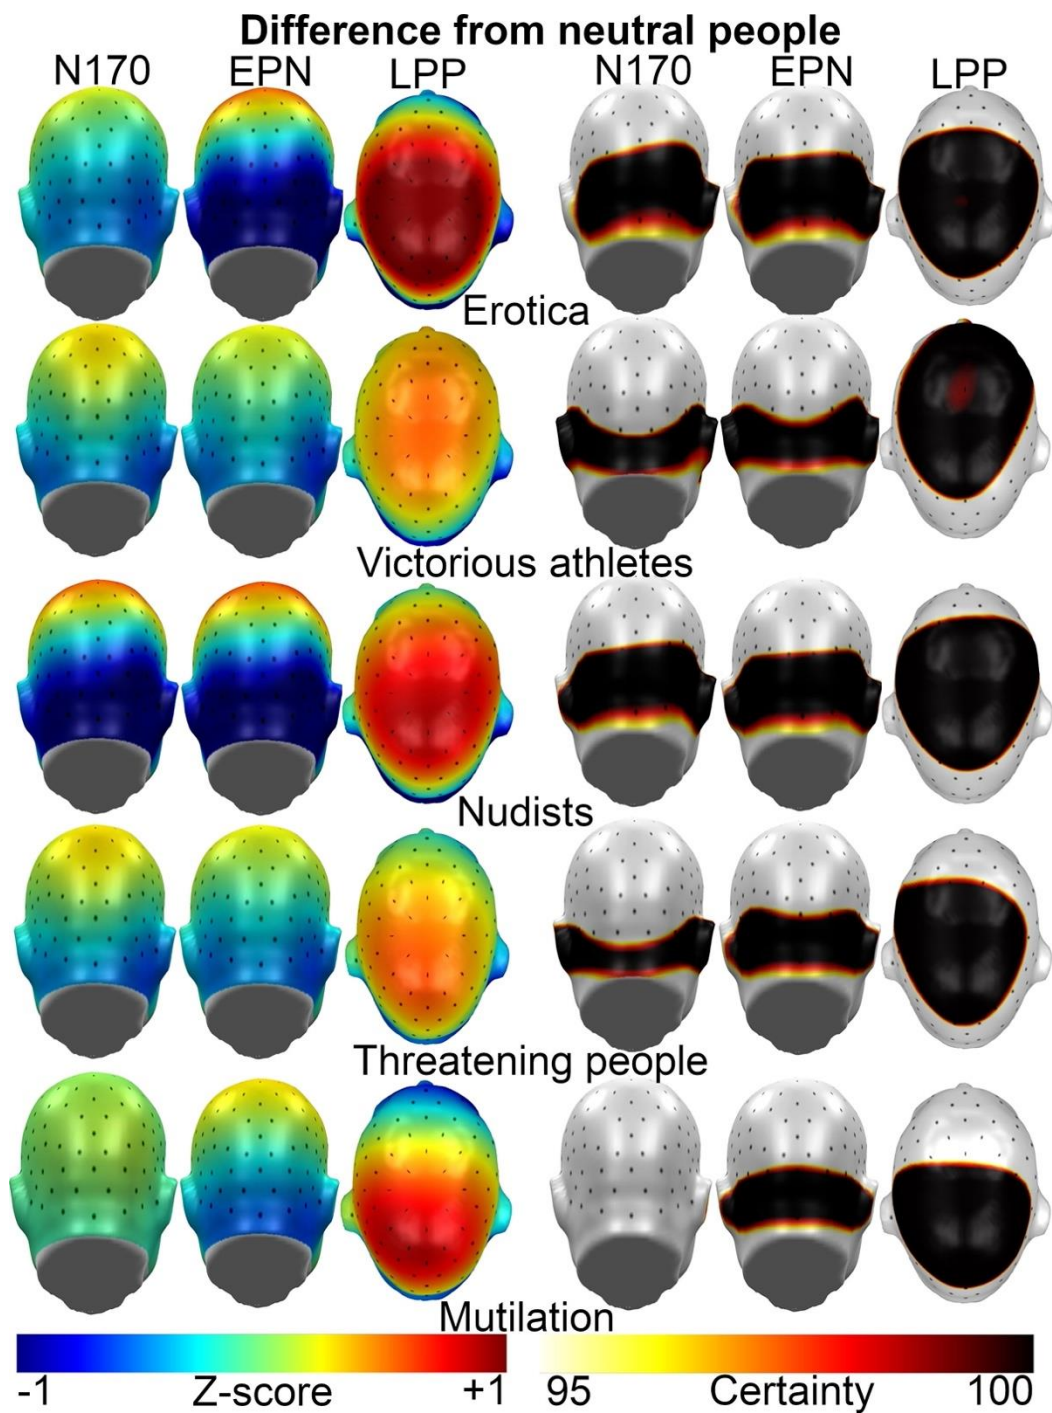 Difference from neutral people
N170 EPN LPP N170 EPN LPP
Erotica
Victorious athletes
Nudists
Threatening people
Mutilation
-1 Z-score +1 95 Certainty 100